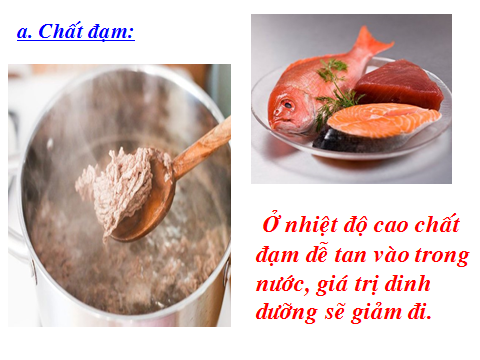 a. Chất đạm:
Ở nhiệt độ cao chất
đạm dễ tan vào trong
nước, giá trị dinh
dưỡng sẽ giảm đi.